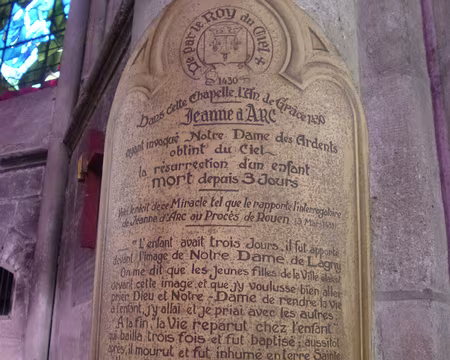 De par le Roy du Ciel
1430
Dans cette Chapelle, l'An de Grâce 1430
Jeanne d'Arc
ayant invoqué Notre Dame des Ardents
obtint du Ciel
la résurrection d'un enfant
mort depuis 3 Jours
Voici le récit de ce Miracle tel que le rapporte l'interrogatoire
de Jeanne d'Arc au Procès de Rouen (3 Mars 1431)
"L'enfant avait trois Jours, il fut apporté
devant l'Image de Notre Dame de Lagny
On me dit que les jeunes filles de la Ville étaient
devant cette image, et que j'y voulusse bien aller
prier Dieu et Notre-Dame de rendre la vie
à l'enfant, j'y allai et je priai avec les autres
"A la fin, la Vie reparut chez l'enfant
qui bailla trois fois et fut baptisé; aussitôt
après, il mourut et fut inhumé en terre Sainte